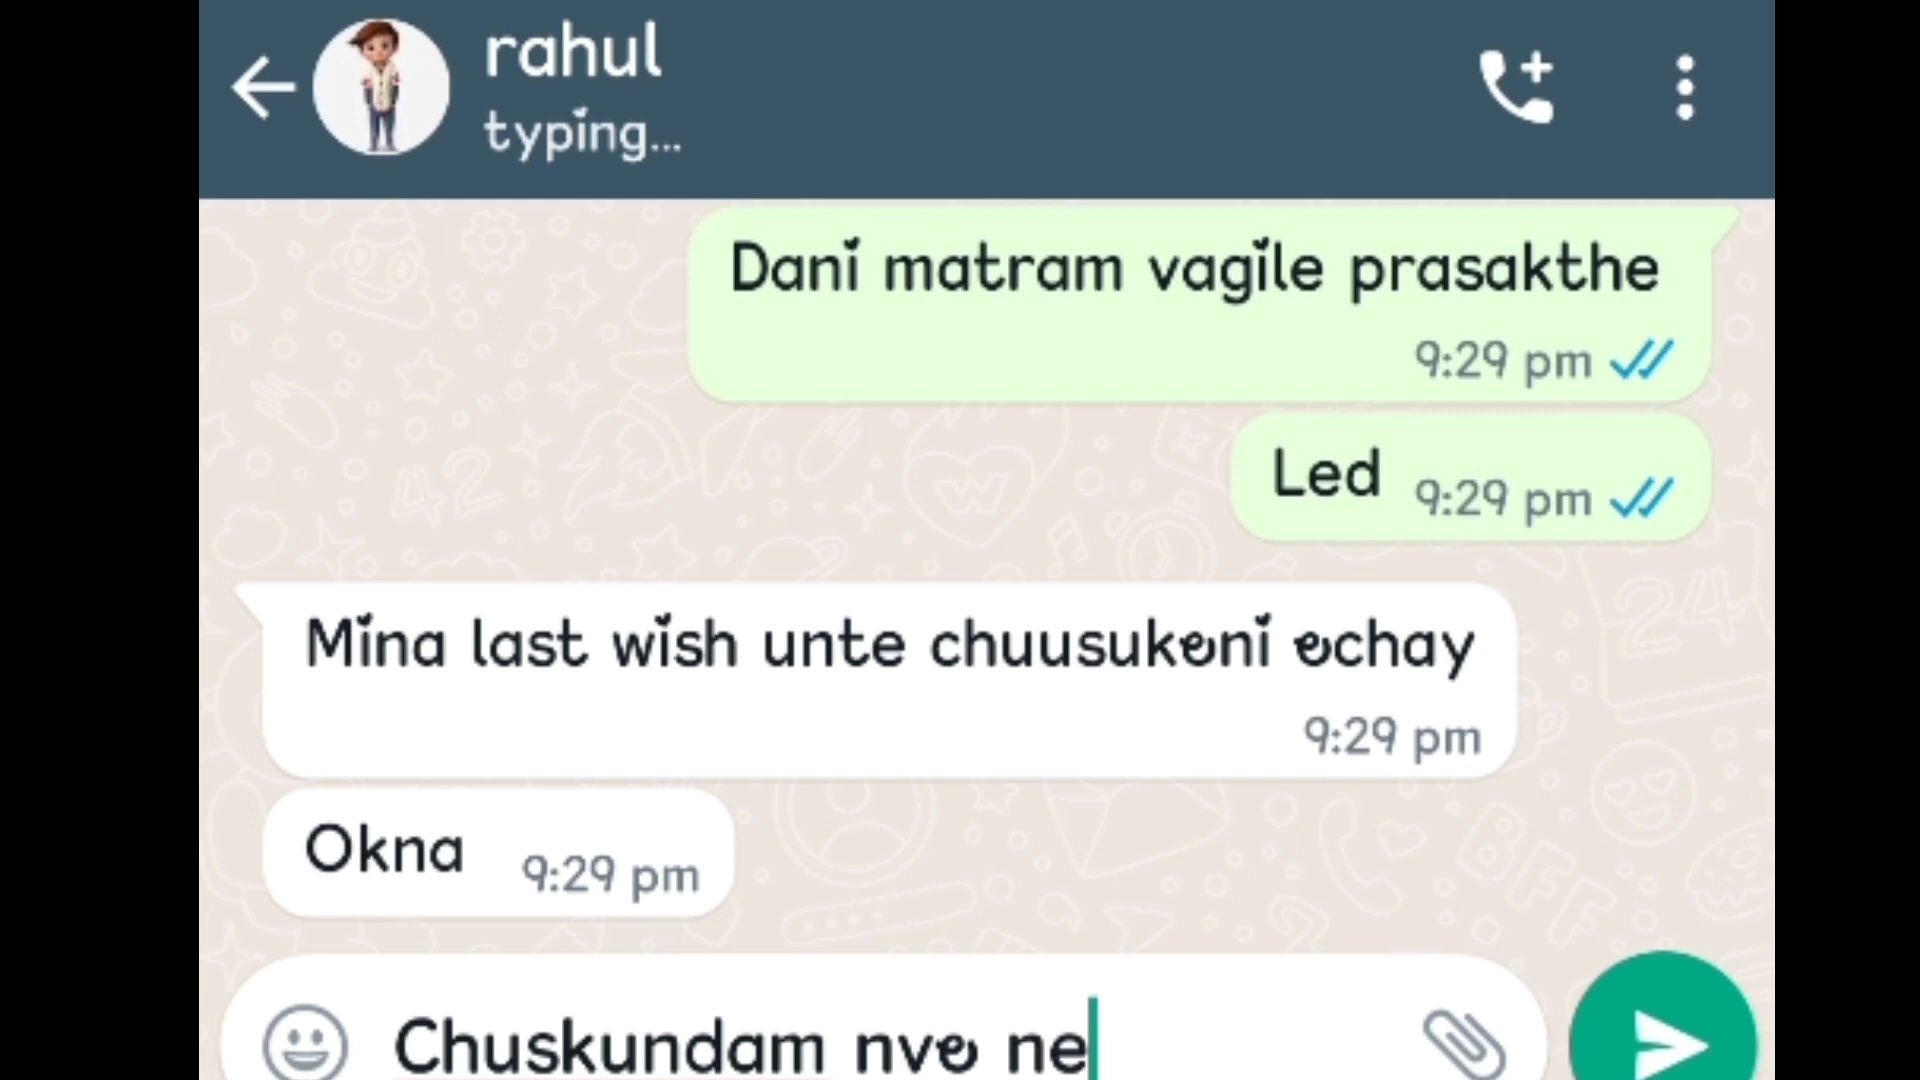 rahul
typing...
Dani matram vagile prasakthe
9:29 pm
Led 9:29 pm
Mina last wish unte chuusukoni ochay
9:29 pm
Okna 9:29 pm
Chuskundam nvo ne